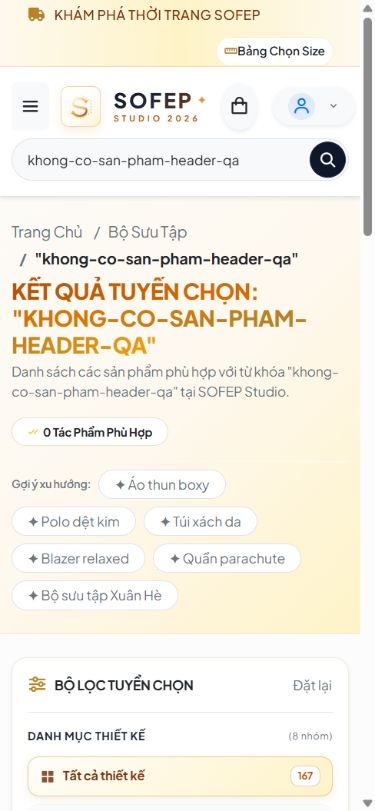 KHÁM PHÁ THỜI TRANG SOFEP
Bảng Chọn Size
SOFEP
STUDIO 2026
khong-co-san-pham-header-qa
Trang Chủ / Bộ Sưu Tập
/ "khong-co-san-pham-header-qa"
KẾT QUẢ TUYỂN CHỌN:
"KHONG-CO-SAN-PHAM-
HEADER-QA"
Danh sách các sản phẩm phù hợp với từ khóa "khong-
co-san-pham-header-qa" tại SOFEP Studio.
0 Tác Phẩm Phù Hợp
Gợi ý xu hướng: ✦ Áo thun boxy
✦ Polo dệt kim ✦ Túi xách da
✦ Blazer relaxed ✦ Quần parachute
✦ Bộ sưu tập Xuân Hè
BỘ LỌC TUYỂN CHỌN Đặt lại
DANH MỤC THIẾT KẾ (8 nhóm)
Tất cả thiết kế 167